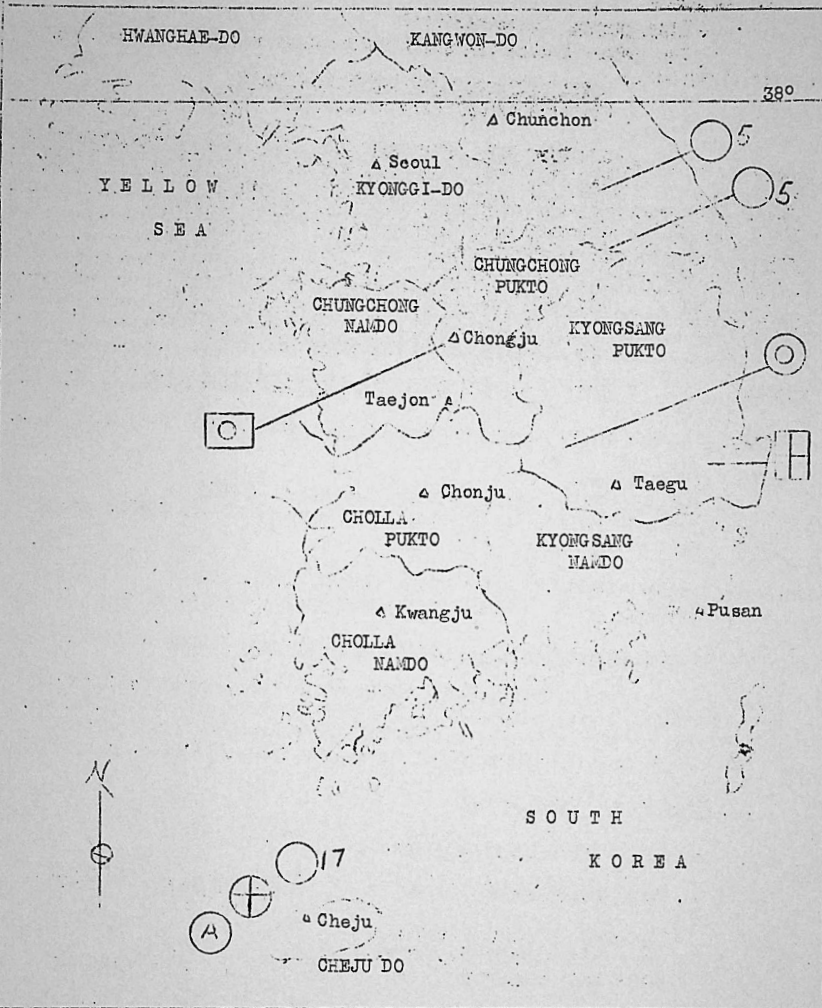 HWANGHAE-DO
KANGWON-DO
38°
Chunchon
5
Seoul
YELLOW
KYONGGI-DO
5
SEA
CHUNGCHONG
PUKTO
CHUNGCHONG
NAMDO
KYONGSANG
PUKTO
Chongju
Taejon
Taegu
Chonju
CHOLLA
PUKTO
KYONGSANG
NAMDO
Kwangju
Pusan
CHOLLA
NAMDO
N
SOUTH
KOREA
17
A
Cheju
CHEJU DO